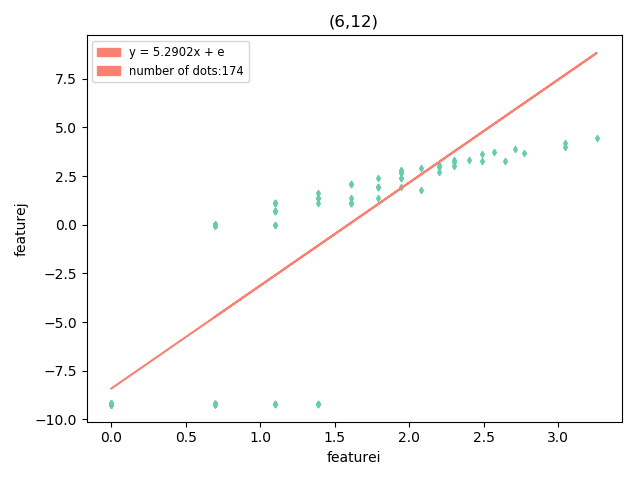 (6,12)
y = 5.2902x + e
number of dots:174
7.5
5.0
2.5
0.0
−2.5
−5.0
−7.5
−10.0
featurej
0.0 0.5 1.0 1.5 2.0 2.5 3.0
featurei